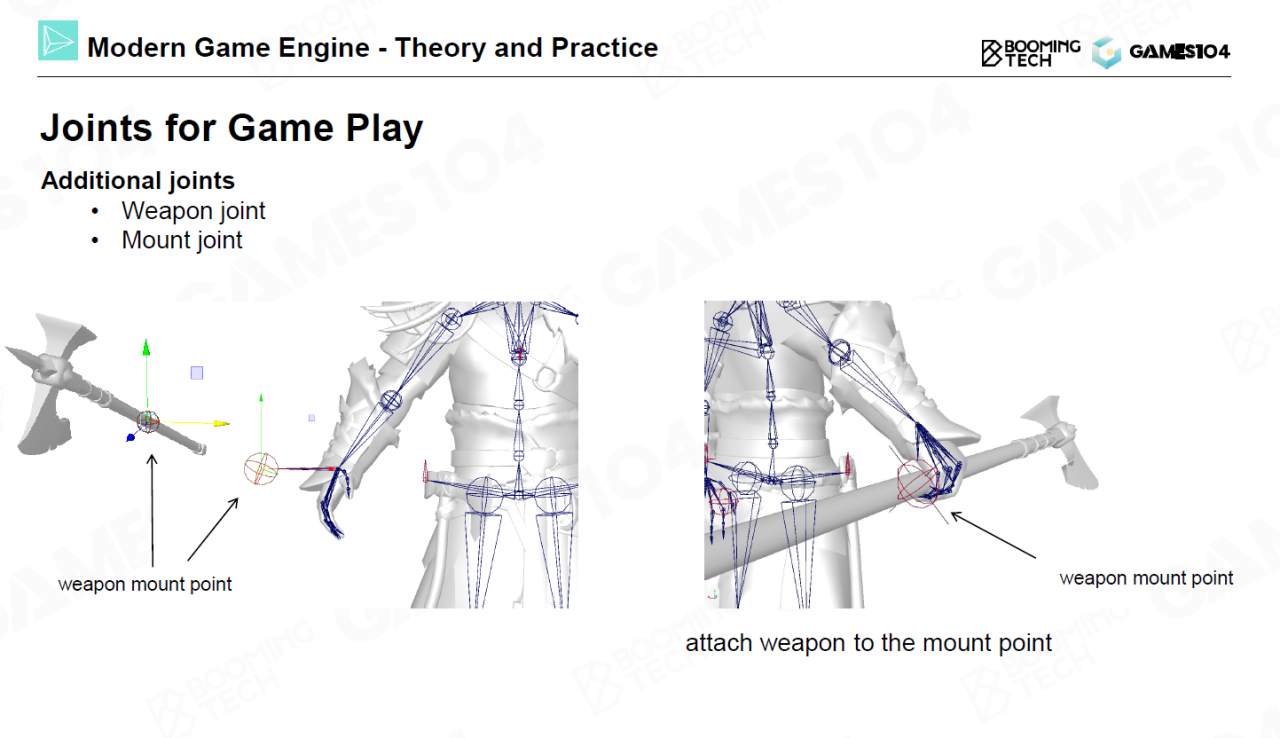 Modern Game Engine - Theory and Practice
BOOMING
TECH
GAMES104
Joints for Game Play
Additional joints
• Weapon joint
• Mount joint
weapon mount point
weapon mount point
attach weapon to the mount point